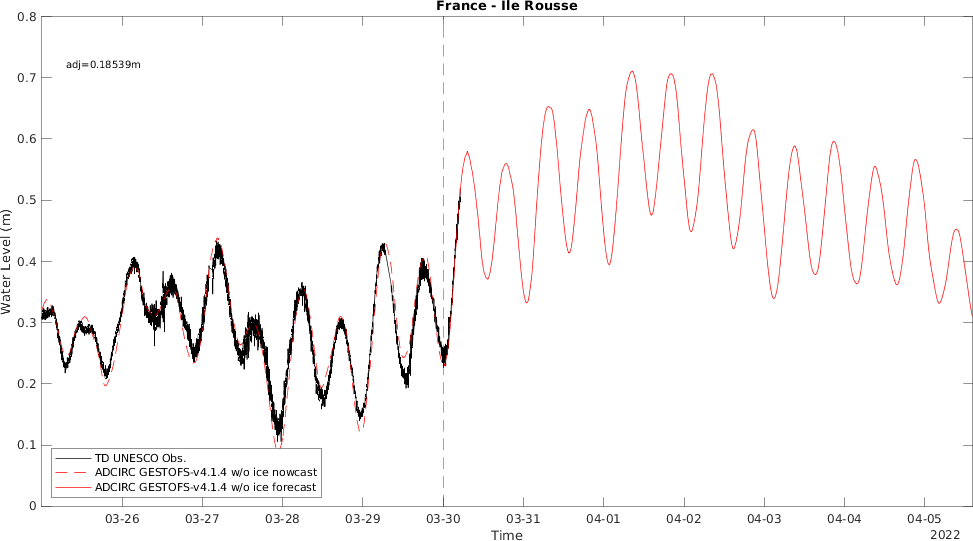 France - Ile Rousse
0.8
0.7
0.6
0.5
0.4
0.3
0.2
0.1
0
Water Level (m)
adj=0.18539m
TD UNESCO Obs.
ADCIRC GESTOFS-v4.1.4 w/o ice nowcast
ADCIRC GESTOFS-v4.1.4 w/o ice forecast
03-26 03-27 03-28 03-29 03-30 03-31 04-01 04-02 04-03 04-04 04-05
Time
2022